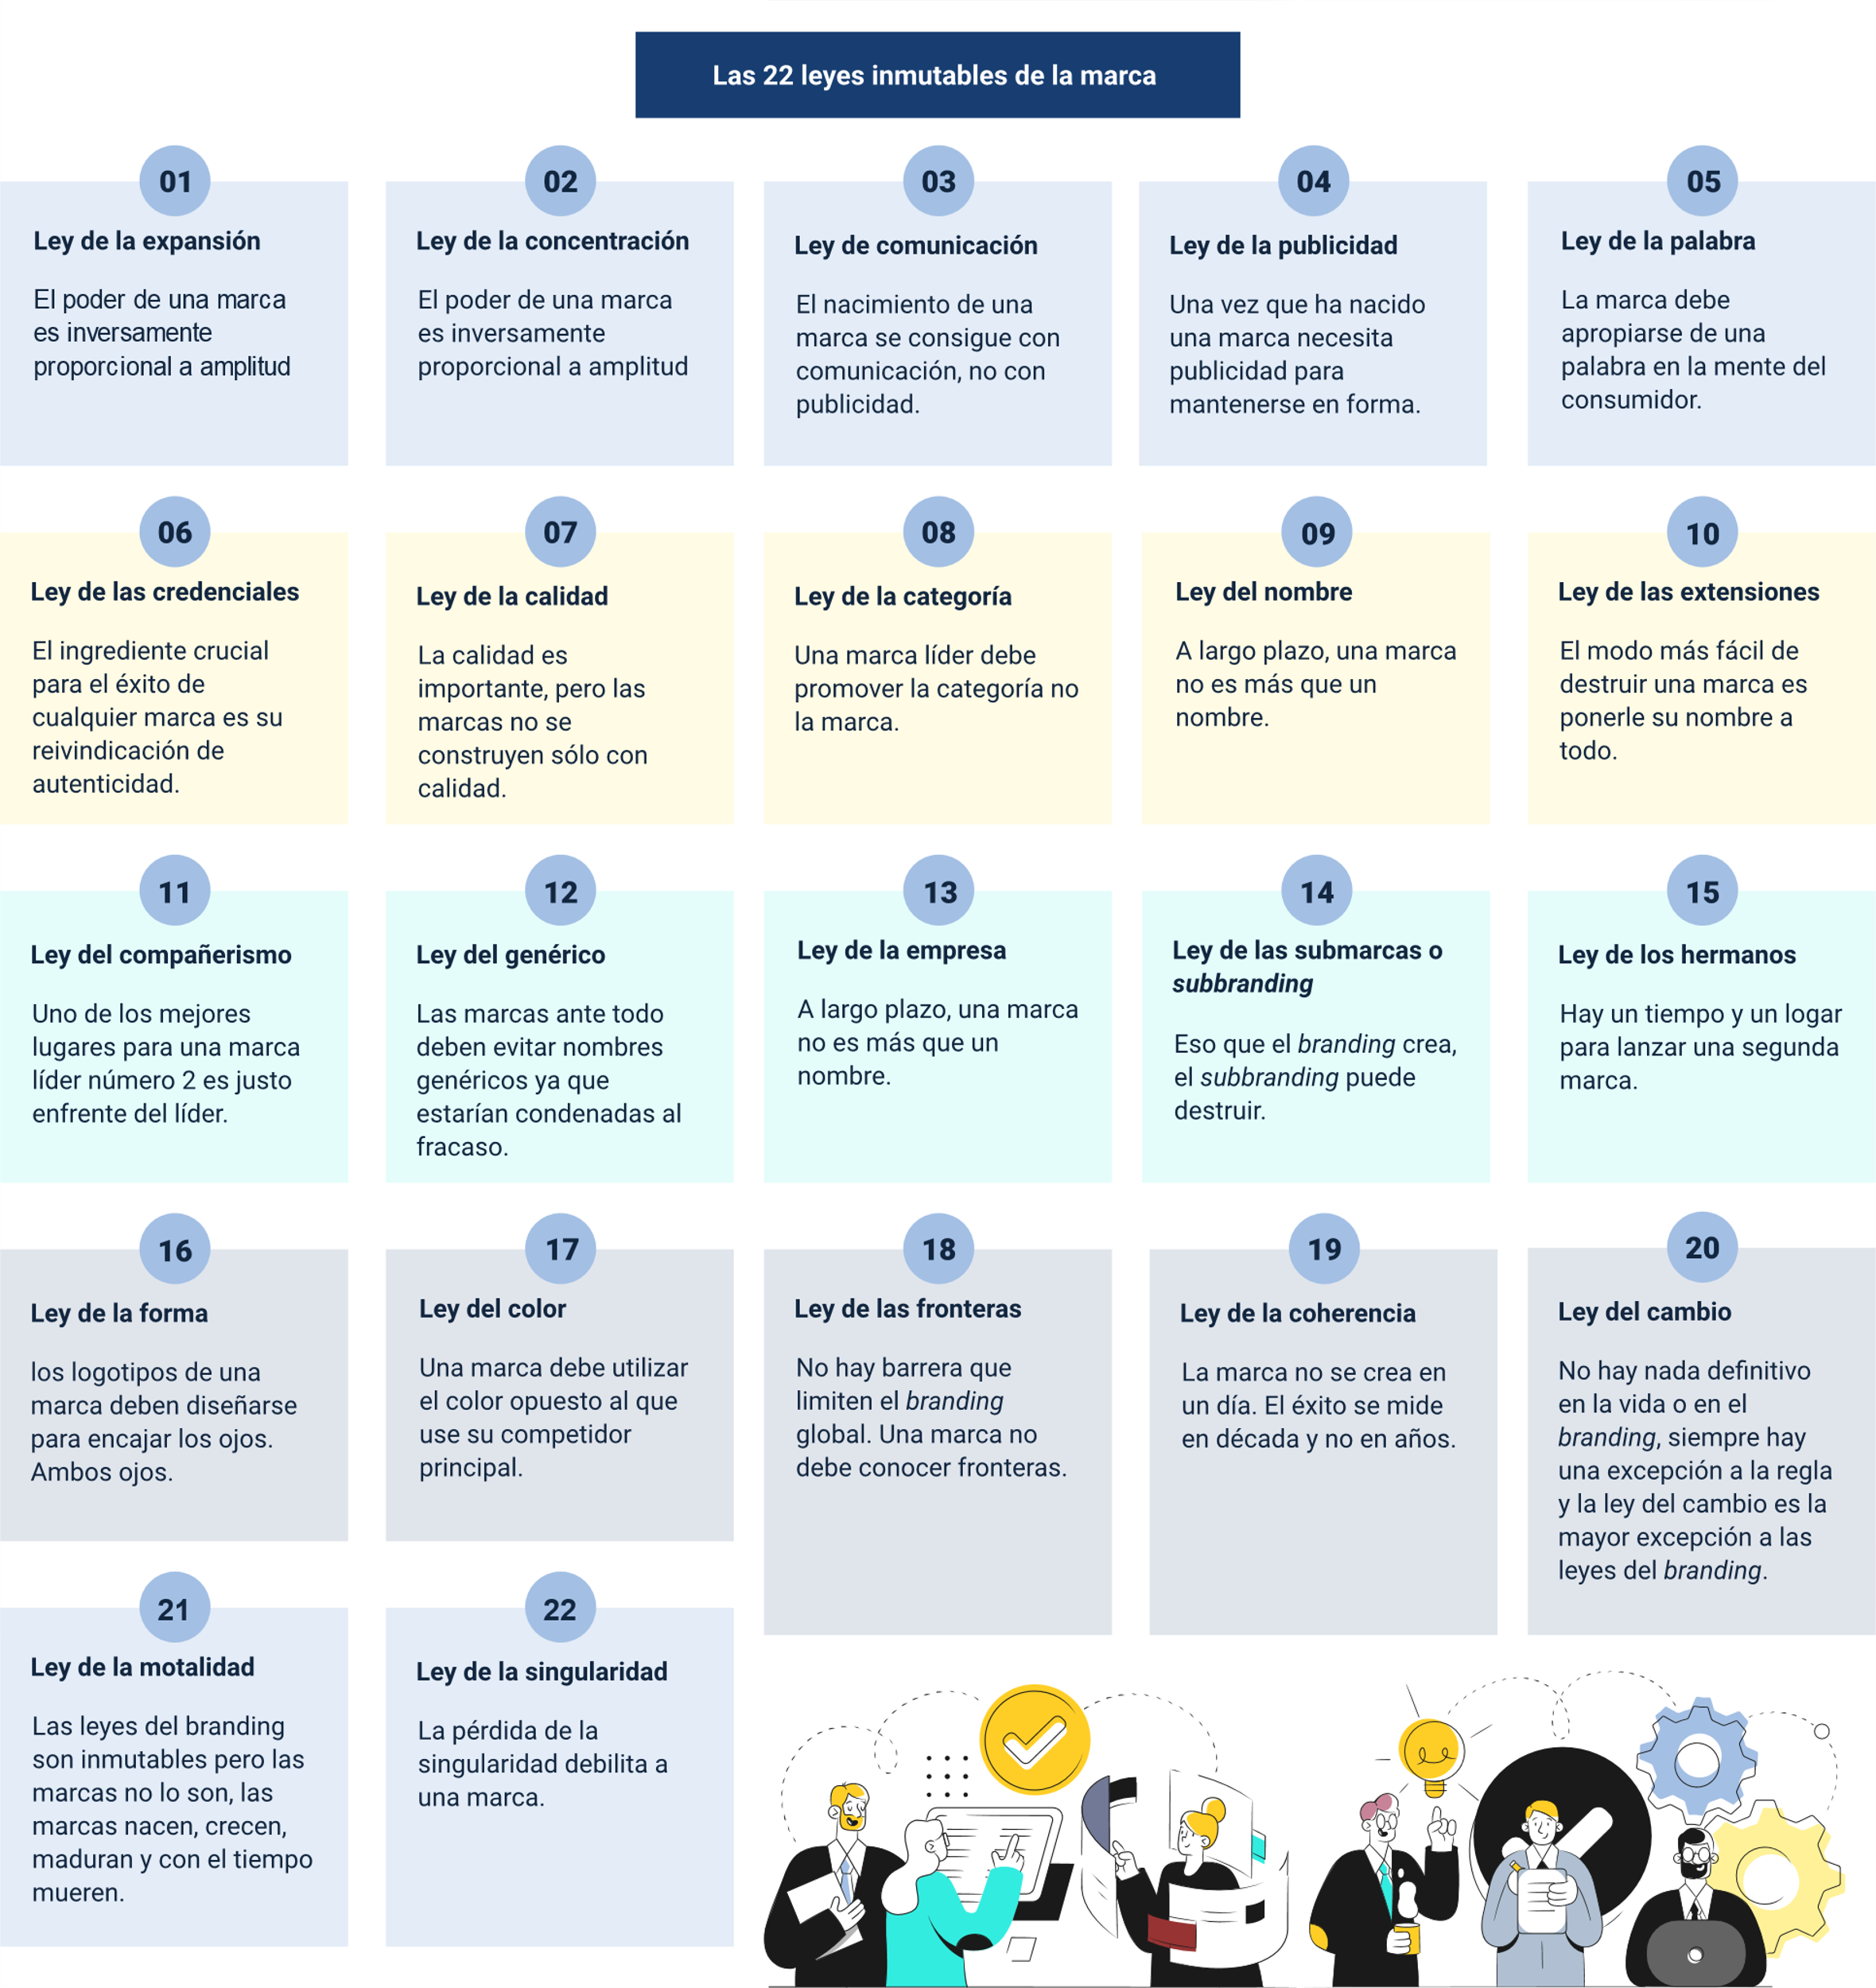 Las 22 leyes inmutables de la marca
01
Ley de la expansión
El poder de una marca
es inversamente
proporcional a amplitud
02
Ley de la concentración
El poder de una marca
es inversamente
proporcional a amplitud
03
Ley de comunicación
El nacimiento de una
marca se consigue con
comunicación, no con
publicidad.
04
Ley de la publicidad
Una vez que ha nacido
una marca necesita
publicidad para
mantenerse en forma.
05
Ley de la palabra
La marca debe
apropiarse de una
palabra en la mente del
consumidor.
06
Ley de las credenciales
El ingrediente crucial
para el éxito de
cualquier marca es su
reivindicación de
autenticidad.
07
Ley de la calidad
La calidad es
importante, pero las
marcas no se
construyen sólo con
calidad.
08
Ley de la categoría
Una marca líder debe
promover la categoría no
la marca.
09
Ley del nombre
A largo plazo, una marca
no es más que un
nombre.
10
Ley de las extensiones
El modo más fácil de
destruir una marca es
ponerle su nombre a
todo.
11
Ley del compañerismo
Uno de los mejores
lugares para una marca
líder número 2 es justo
enfrente del líder.
12
Ley del genérico
Las marcas ante todo
deben evitar nombres
genéricos ya que
estarían condenadas al
fracaso.
13
Ley de la empresa
A largo plazo, una marca
no es más que un
nombre.
14
Ley de las submarcas o
subbranding
Eso que el branding crea,
el subbranding puede
destruir.
15
Ley de los hermanos
Hay un tiempo y un logar
para lanzar una segunda
marca.
16
Ley de la forma
los logotipos de una
marca deben diseñarse
para encajar los ojos.
Ambos ojos.
17
Ley del color
Una marca debe utilizar
el color opuesto al que
use su competidor
principal.
18
Ley de las fronteras
No hay barrera que
limiten el branding
global. Una marca no
debe conocer fronteras.
19
Ley de la coherencia
La marca no se crea en
un día. El éxito se mide
en década y no en años.
20
Ley del cambio
No hay nada definitivo
en la vida o en el
branding, siempre hay
una excepción a la regla
y la ley del cambio es la
mayor excepción a las
leyes del branding.
21
Ley de la motalidad
Las leyes del branding
son inmutables pero las
marcas no lo son, las
marcas nacen, crecen,
maduran y con el tiempo
mueren.
22
Ley de la singularidad
La pérdida de la
singularidad debilita a
una marca.